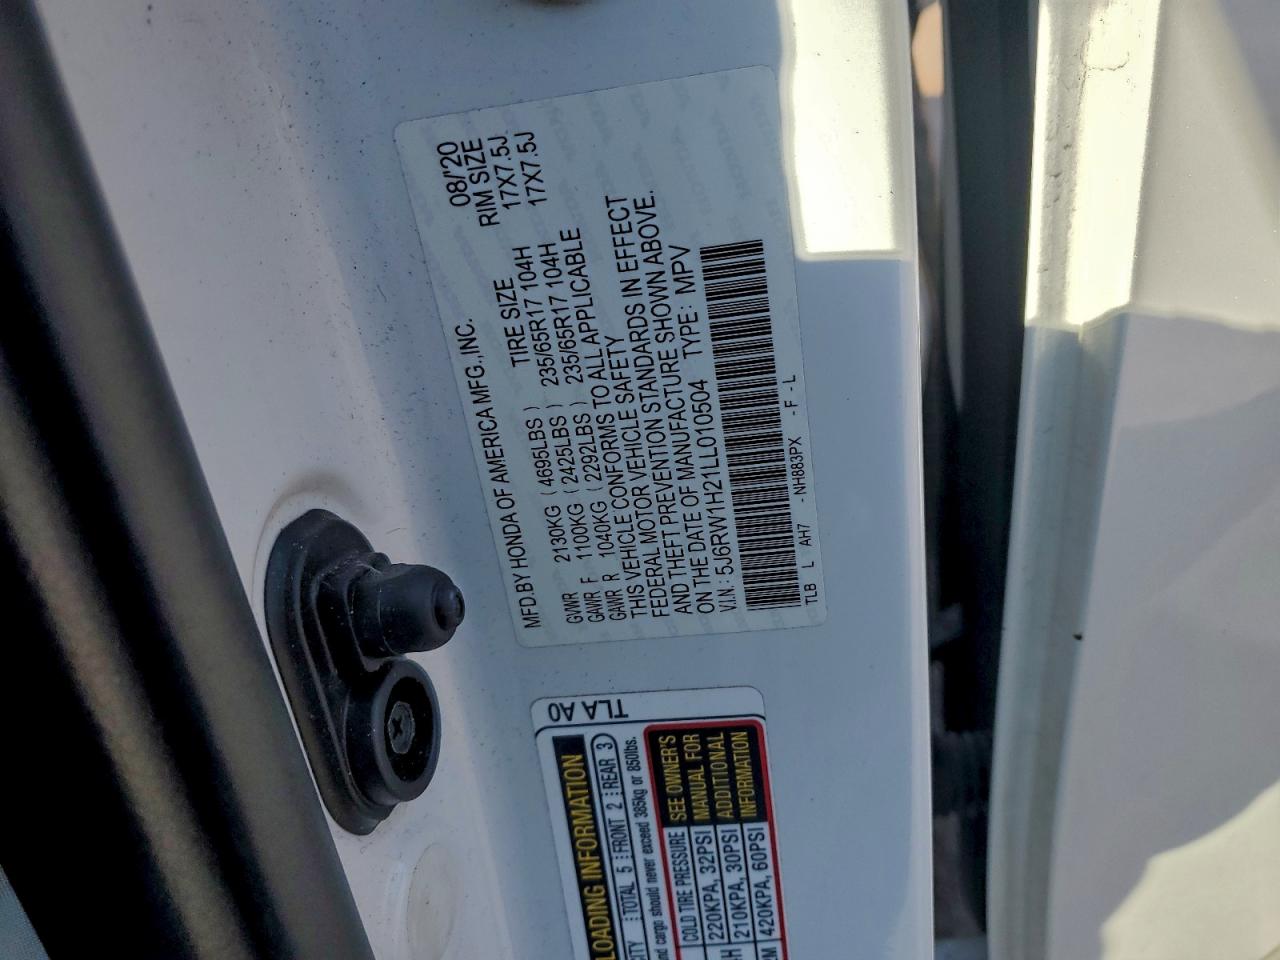 MFD.BY HONDA OF AMERICA MFG.,INC. 08/'20
TIRE SIZE RIM SIZE
GVWR 2130KG ( 4695LBS ) 235/65R17 104H 17X7.5J
GAWR F 1100KG ( 2425LBS ) 235/65R17 104H 17X7.5J
GAWR R 1040KG ( 2292LBS )
THIS VEHICLE CONFORMS TO ALL APPLICABLE
FEDERAL MOTOR VEHICLE SAFETY
AND THEFT PREVENTION STANDARDS IN EFFECT
ON THE DATE OF MANUFACTURE SHOWN ABOVE.
V.I.N: 5J6RW1H21LL010504 TYPE: MPV
TLB L AH7 - NH883PX - F - L
TLA A0
LOADING INFORMATION
TOTAL 5 FRONT 2 REAR 3
cargo should never exceed 385kg or 850lbs.
COLD TIRE PRESSURE
220KPA, 32PSI
210KPA, 30PSI
420KPA, 60PSI
SEE OWNER'S
MANUAL FOR
ADDITIONAL
INFORMATION